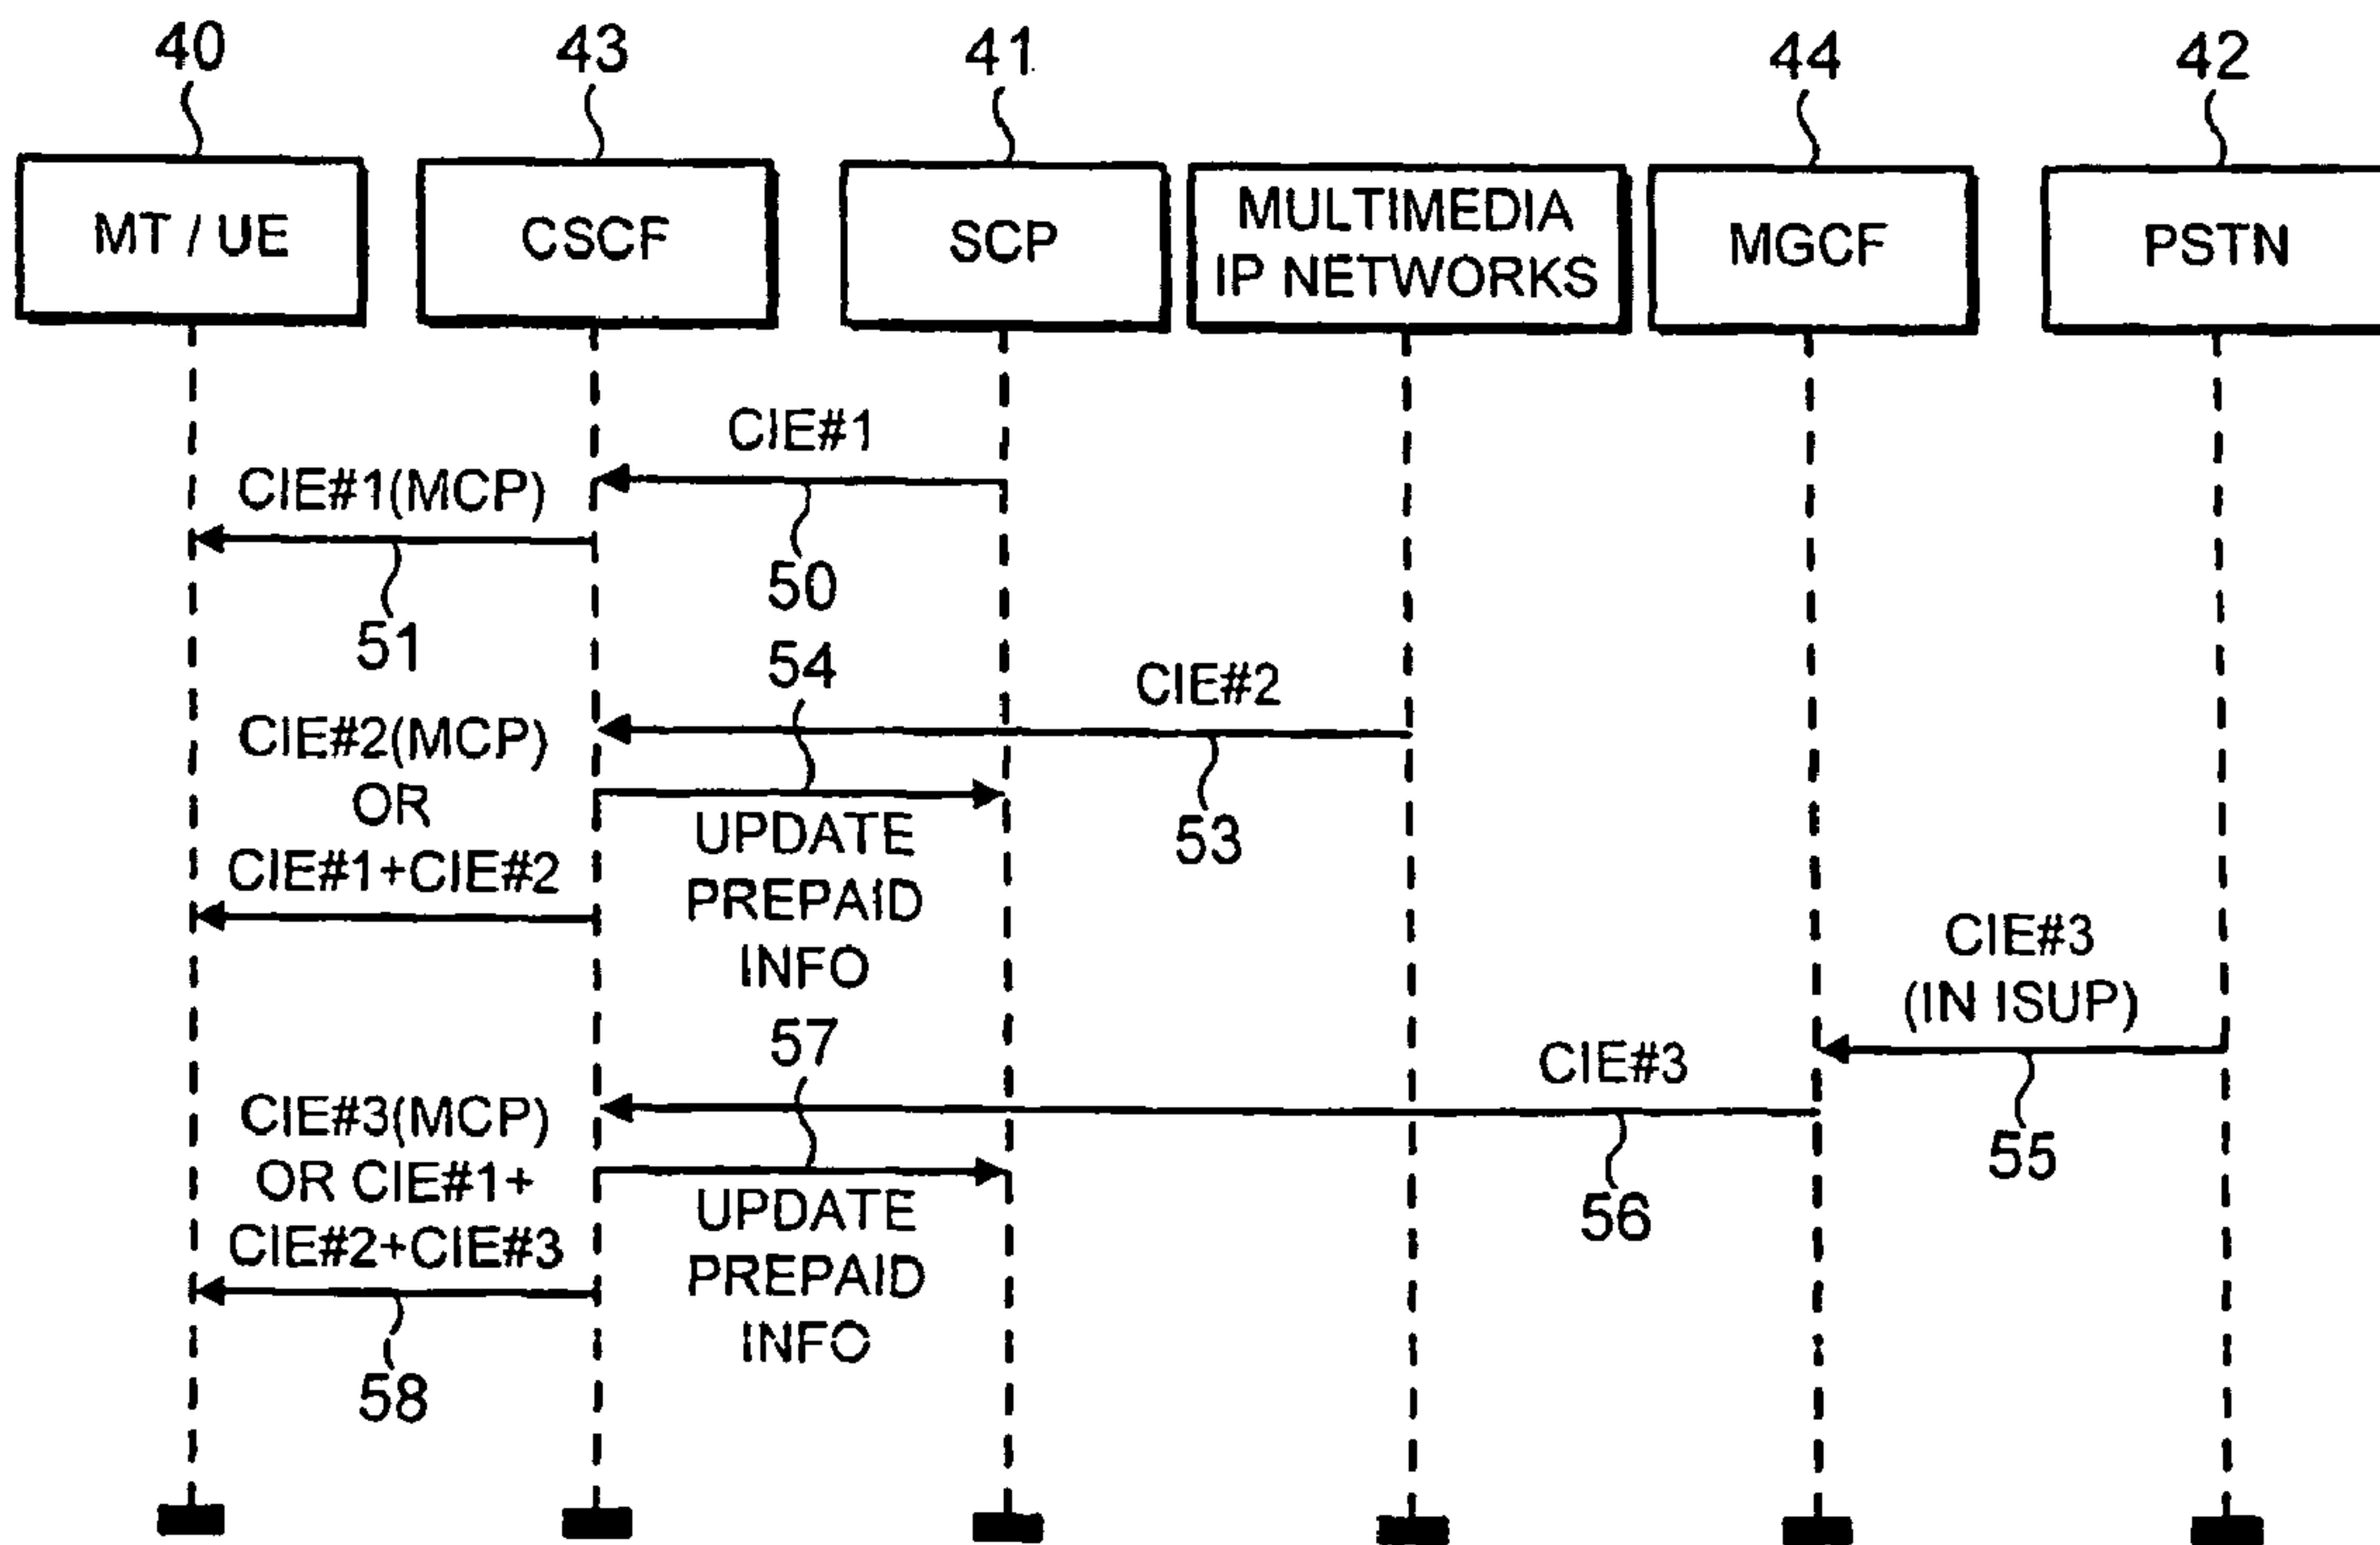 40
43
41
44
42
MT / UE
CSCF
SCP
MULTIMEDIA
IP NETWORKS
MGCF
PSTN
CIE#1
CIE#1(MCP)
50
51
54
CIE#2
CIE#2(MCP)
OR
CIE#1+CIE#2
UPDATE
PREPAID
INFO
53
CIE#3
(IN ISUP)
57
CIE#3
55
CIE#3(MCP)
OR CIE#1+
CIE#2+CIE#3
UPDATE
PREPAID
INFO
56
58